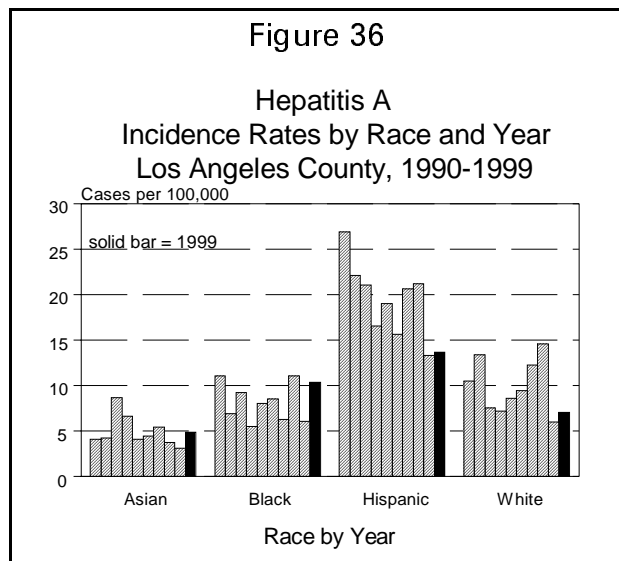 Figure 36
Hepatitis A
Incidence Rates by Race and Year
Los Angeles County, 1990-1999
Cases per 100,000
solid bar = 1999
30
25
20
15
10
5
0
Asian Black Hispanic White
Race by Year